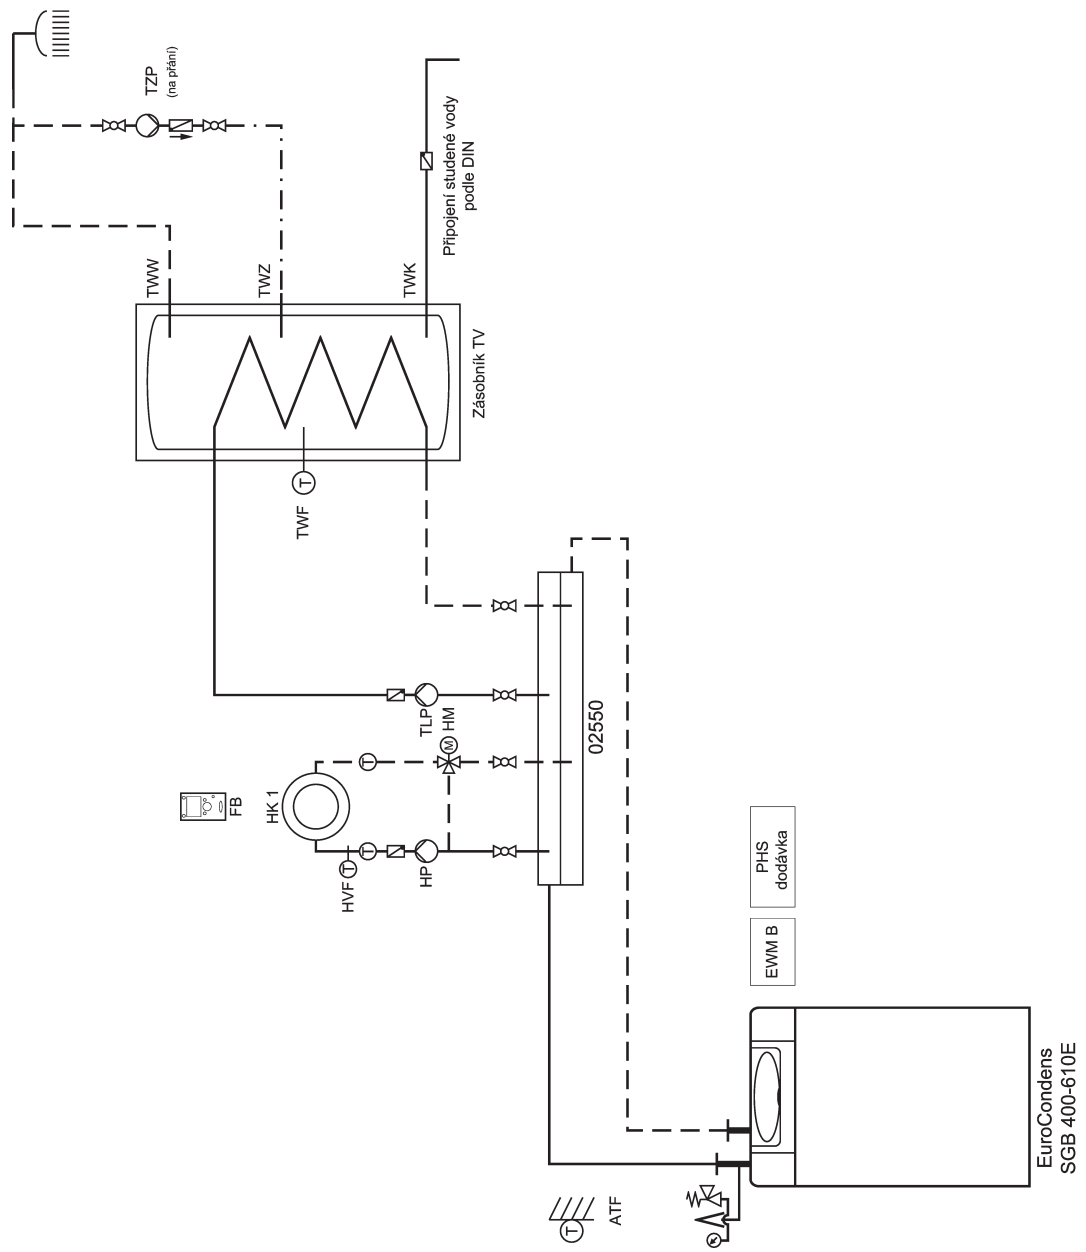 TZP
(na přání)
Připojení studené vody
podle DIN
TWW
TWZ
TWK
Zásobník TV
T
TWF
TLP
HM
M
02550
FB
HK 1
T
T
T
HVF
HP
PHS
dodávka
EWM B
EuroCondens
SGB 400-610E
T
ATF